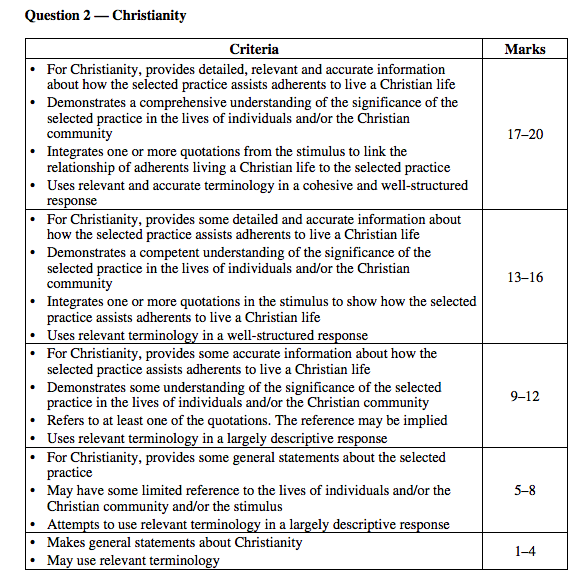 Question 2 — Christianity
Criteria Marks
• For Christianity, provides detailed, relevant and accurate information
about how the selected practice assists adherents to live a Christian life
• Demonstrates a comprehensive understanding of the significance of the
selected practice in the lives of individuals and/or the Christian
community
• Integrates one or more quotations from the stimulus to link the
relationship of adherents living a Christian life to the selected practice
• Uses relevant and accurate terminology in a cohesive and well-structured
response
17–20
• For Christianity, provides some detailed and accurate information about
how the selected practice assists adherents to live a Christian life
• Demonstrates a competent understanding of the significance of the
selected practice in the lives of individuals and/or the Christian
community
• Integrates one or more quotations in the stimulus to show how the selected
practice assists adherents to live a Christian life
• Uses relevant terminology in a well-structured response
13–16
• For Christianity, provides some accurate information about how the
selected practice assists adherents to live a Christian life
• Demonstrates some understanding of the significance of the selected
practice in the lives of individuals and/or the Christian community
• Refers to at least one of the quotations. The reference may be implied
• Uses relevant terminology in a largely descriptive response
9–12
• For Christianity, provides some general statements about the selected
practice
• May have some limited reference to the lives of individuals and/or the
Christian community and/or the stimulus
• Attempts to use relevant terminology in a largely descriptive response
5–8
• Makes general statements about Christianity
• May use relevant terminology
1–4